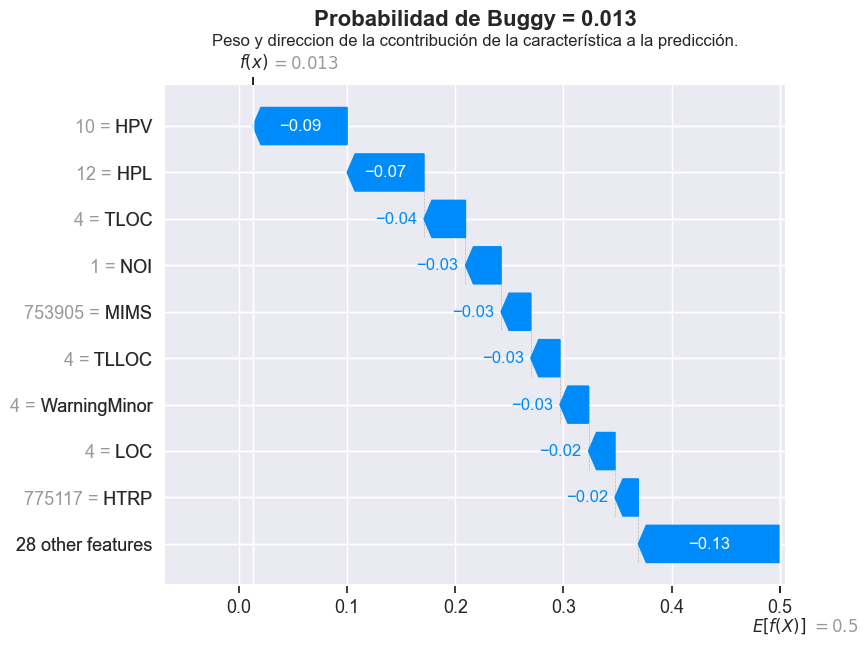 Probabilidad de Buggy = 0.013
Peso y direccion de la ccontribución de la característica a la predicción.
f(x) = 0.013
10 = HPV
−0.09
12 = HPL
−0.07
4 = TLOC
−0.04
1 = NOI
−0.03
753905 = MIMS
−0.03
4 = TLLOC
−0.03
4 = WarningMinor
−0.03
4 = LOC
−0.02
775117 = HTRP
−0.02
28 other features
−0.13
0.0 0.1 0.2 0.3 0.4 0.5
E[f(X)] = 0.5